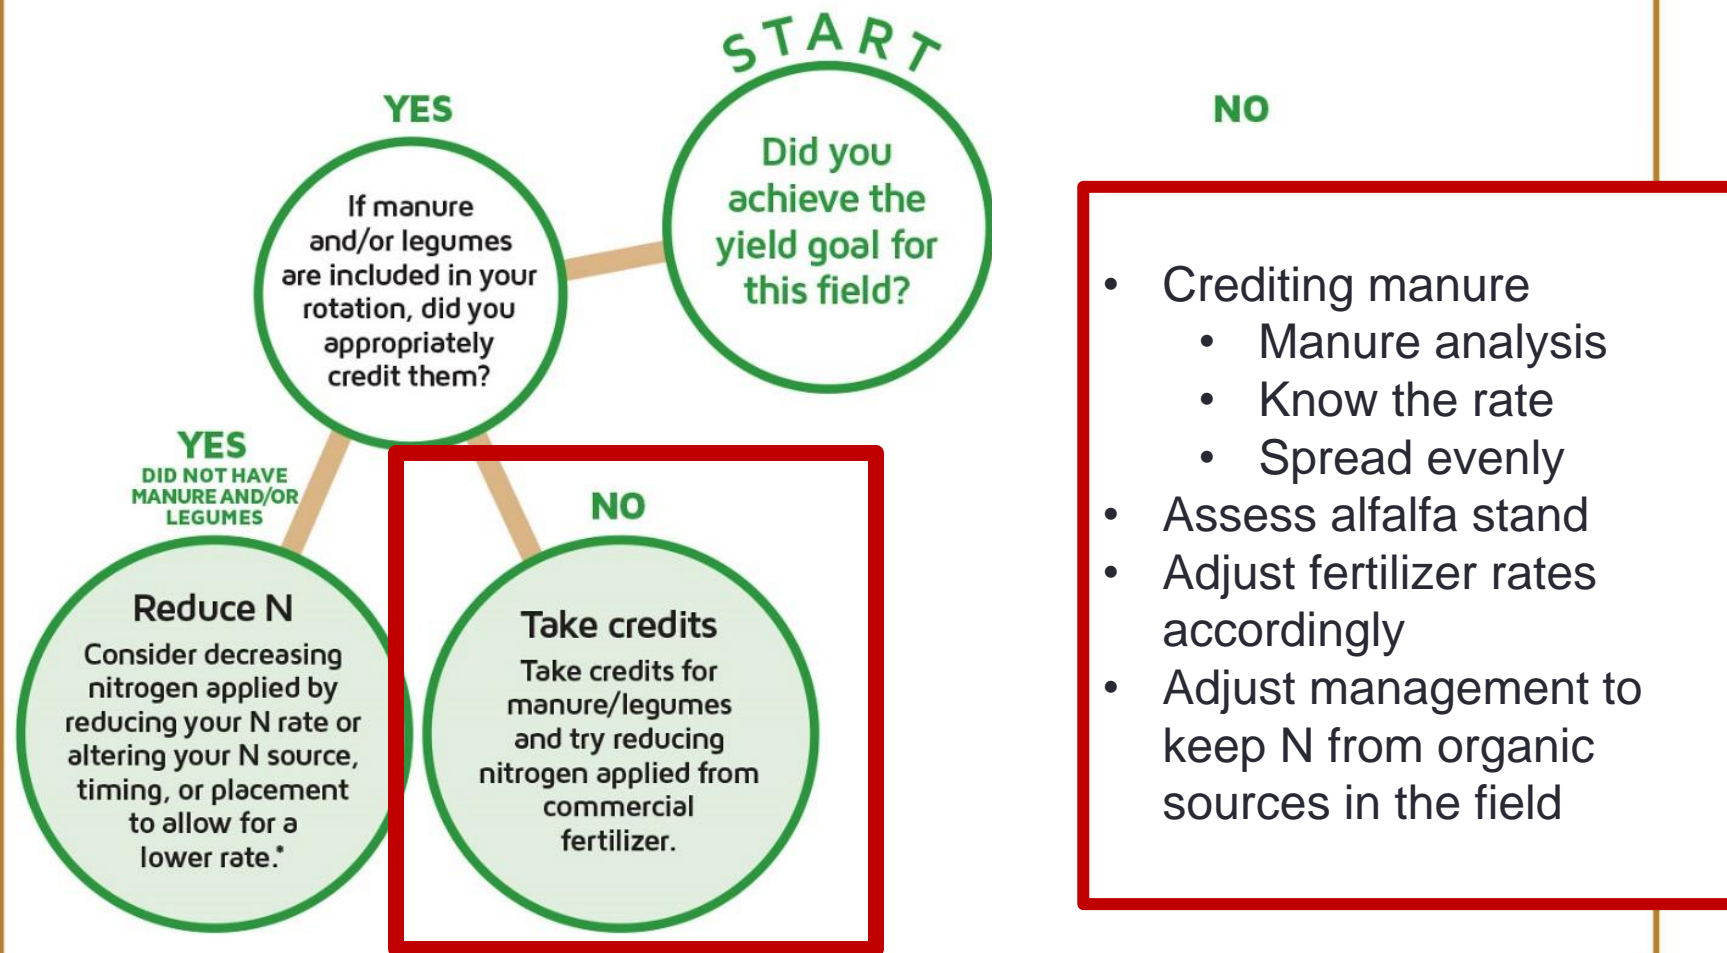 START
Did you
achieve the
yield goal for
this field?
YES
If manure
and/or legumes
are included in your
rotation, did you
appropriately
credit them?
YES
DID NOT HAVE
MANURE AND/OR
LEGUMES
Reduce N
Consider decreasing
nitrogen applied by
reducing your N rate or
altering your N source,
timing, or placement
to allow for a
lower rate.*
NO
Take credits
Take credits for
manure/legumes
and try reducing
nitrogen applied from
commercial
fertilizer.
NO
• Crediting manure
• Manure analysis
• Know the rate
• Spread evenly
• Assess alfalfa stand
• Adjust fertilizer rates
accordingly
• Adjust management to
keep N from organic
sources in the field